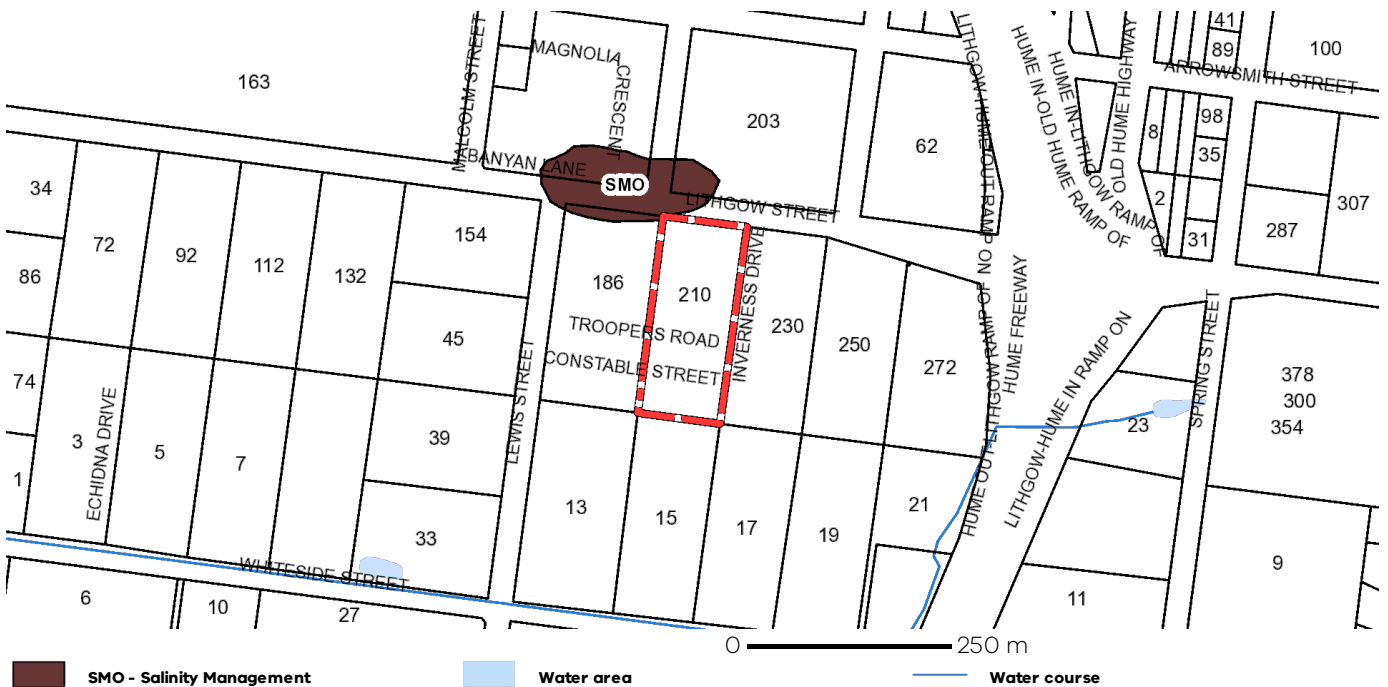 41
89
100
163
MAGNOLIA
CRESCENT
MALCOLM STREET
LITHGOW-HUME OUT RAMP ON
HUME IN-OLD HUME RAMP OF
HUME IN-LITHGOW RAMP OF
OLD HUME HIGHWAY
ARROWSMITH STREET
203
62
8
98
35
2
31
287
307
BANYAN LANE
SMO
LITHGOW STREET
34
72
92
112
132
154
86
186
210
INVERNESS DRIVE
230
250
272
TROOPERS ROAD
CONSTABLE STREET
45
LEWIS STREET
HUME OUT-LITHGOW RAMP OF
HUME FREEWAY
LITHGOW-HUME IN RAMP ON
SPRING STREET
378
300
354
23
74
3
ECHIDNA DRIVE
5
7
39
1
13
15
17
19
21
33
WHITESIDE STREET
6
10
27
11
9
0 250 m
SMO - Salinity Management
Water area
Water course